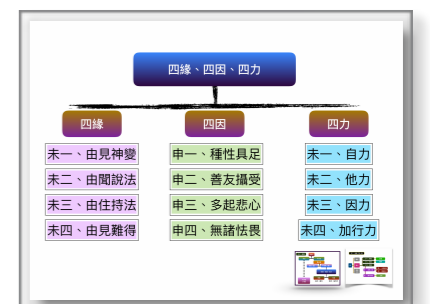 四緣、四因、四力
四緣
四因
四力
未一、由見神變
申一、種性具足
未一、自力
未二、由聞說法
申二、善友攝受
未二、他力
未三、由住持法
申三、多起悲心
未三、因力
未四、由見難得
申四、無諸怯畏
未四、加行力